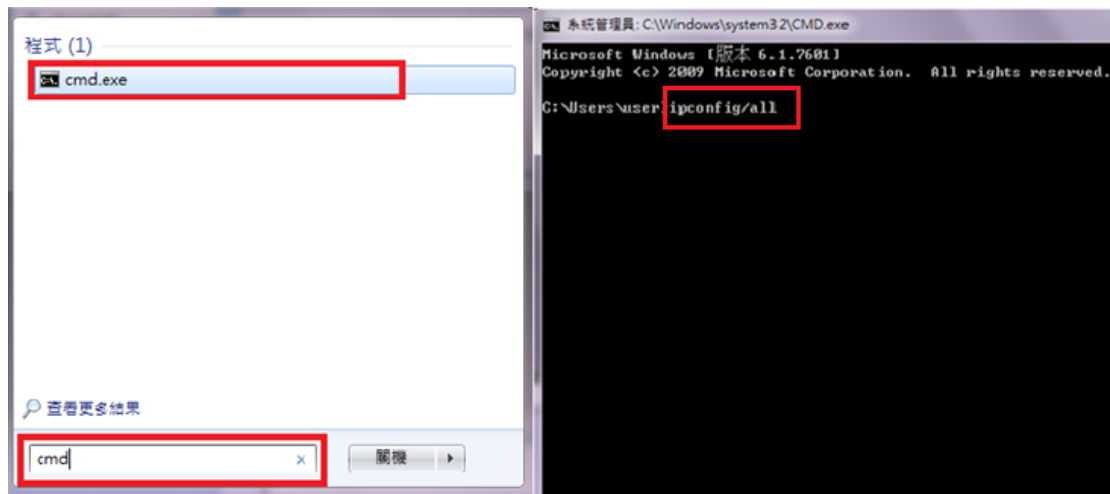 程式 (1)
cmd.exe
查看更多結果
cmd
關機
系統管理員: C:\Windows\system32\CMD.exe
Microsoft Windows [版本 6.1.7601]
Copyright <c> 2009 Microsoft Corporation. All rights reserved.
C:\Users\user>ipconfig/all